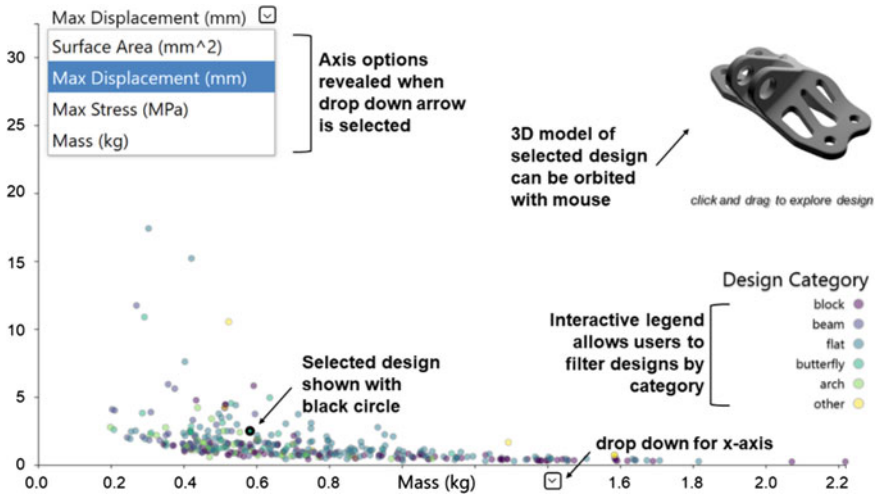 Max Displacement (mm)
Surface Area (mm^2)
Max Displacement (mm)
Max Stress (MPa)
Mass (kg)
Axis options
revealed when
drop down arrow
is selected
3D model of
selected design
can be orbited
with mouse
click and drag to explore design
30
25
20
15
10
5
0
Design Category
block
beam
flat
butterfly
arch
other
Interactive legend
allows users to
filter designs by
category
Selected design
shown with
black circle
drop down for x-axis
0.0
0.2
0.4
0.6
0.8
Mass (kg)
1.6
1.8
2.0
2.2